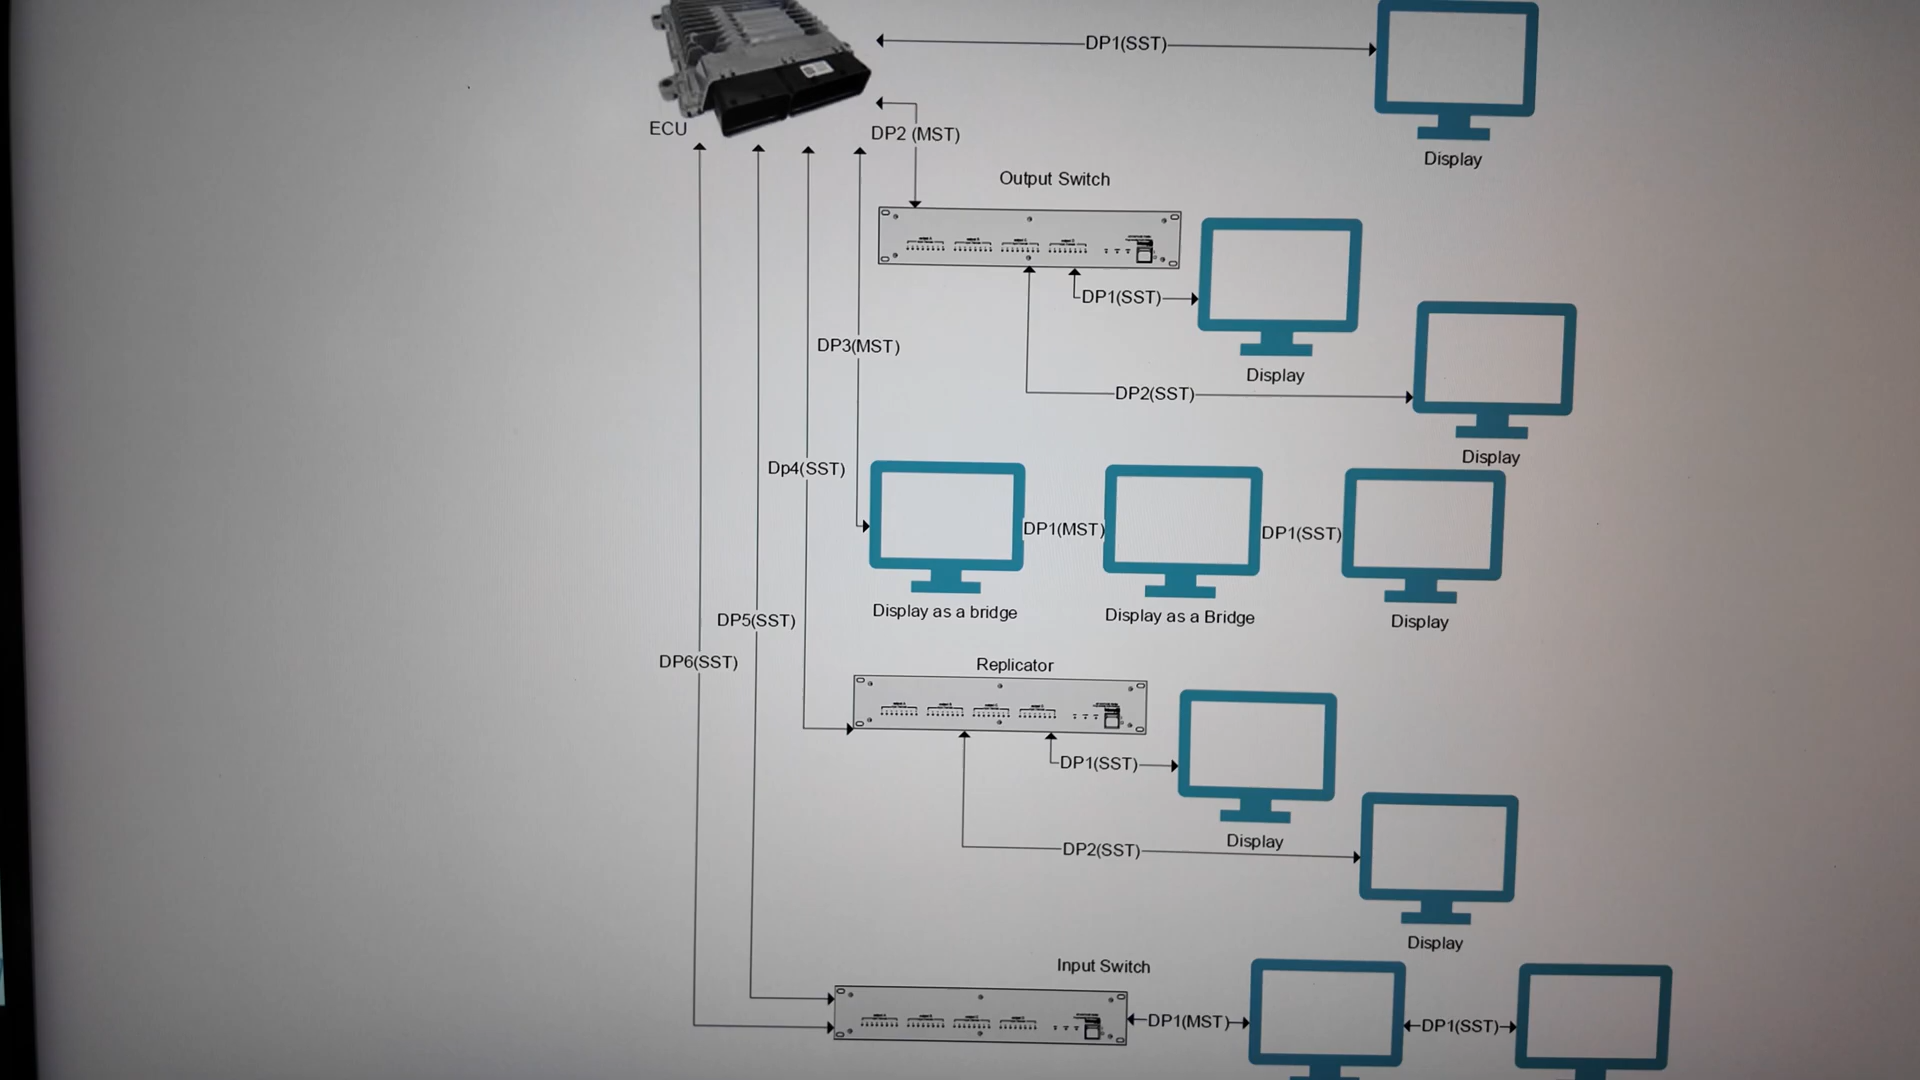 DP1(SST)
ECU
DP2 (MST)
Display
Output Switch
DP1(SST)
DP3(MST)
Display
DP2(SST)
Display
Dp4(SST)
DP1(MST)
DP1(SST)
Display as a bridge
Display as a Bridge
Display
DP5(SST)
DP6(SST)
Replicator
DP1(SST)
Display
DP2(SST)
Display
Input Switch
DP1(MST)
DP1(SST)